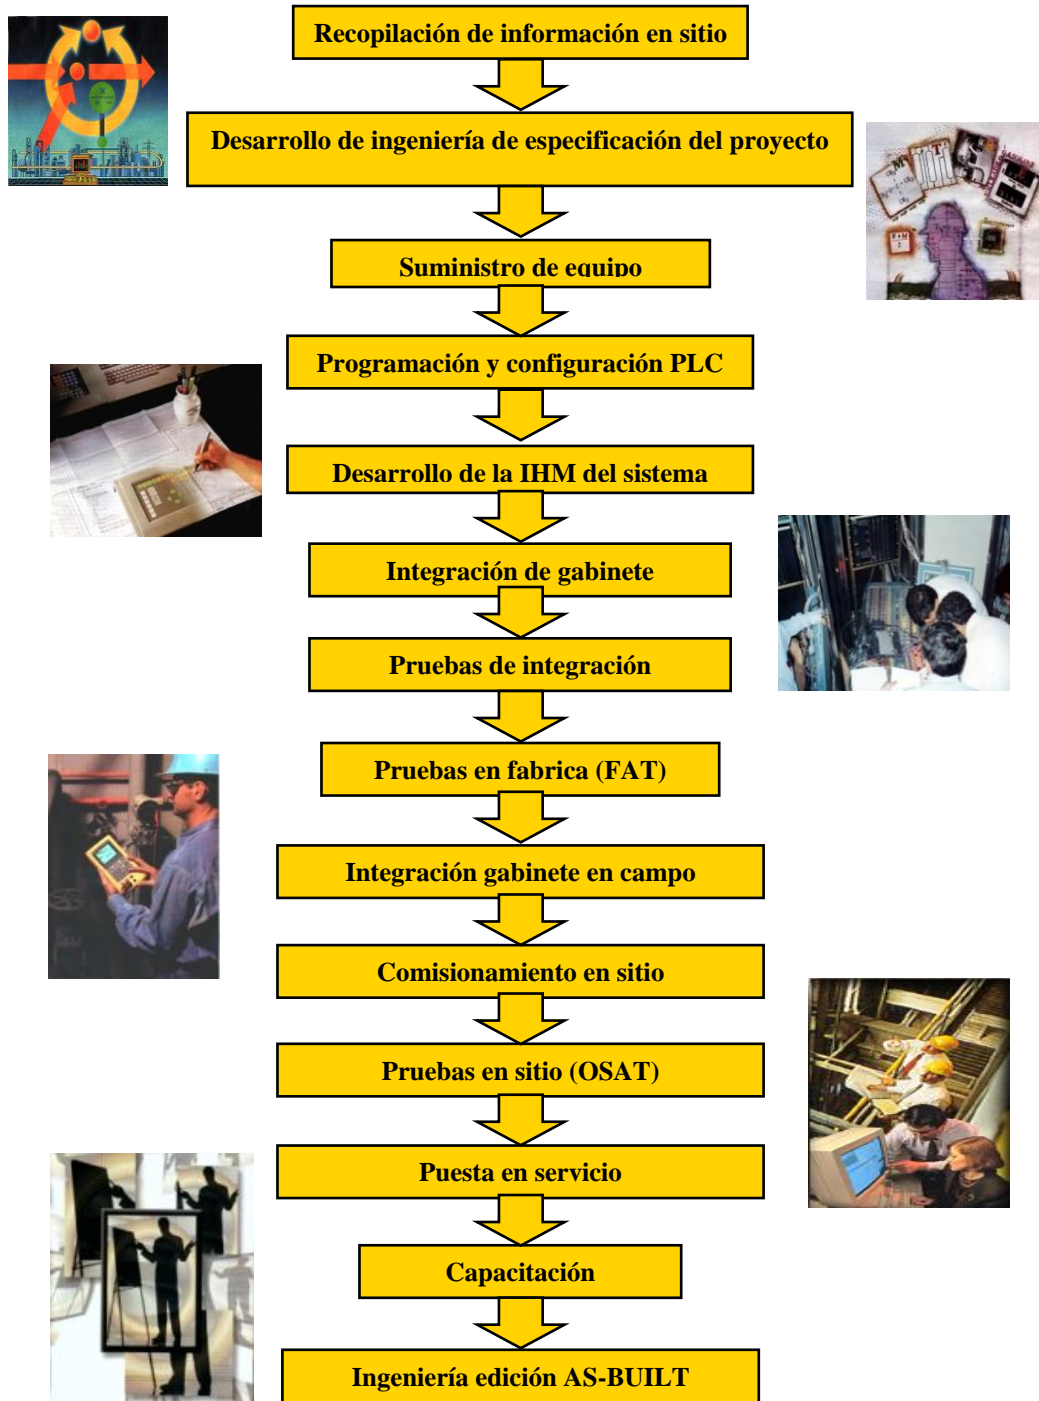 Recopilación de información en sitio
Desarrollo de ingeniería de especificación del proyecto
Suministro de equipo
Programación y configuración PLC
Desarrollo de la IHM del sistema
Integración de gabinete
Pruebas de integración
Pruebas en fabrica (FAT)
Integración gabinete en campo
Comisionamiento en sitio
Pruebas en sitio (OSAT)
Puesta en servicio
Capacitación
Ingeniería edición AS-BUILT